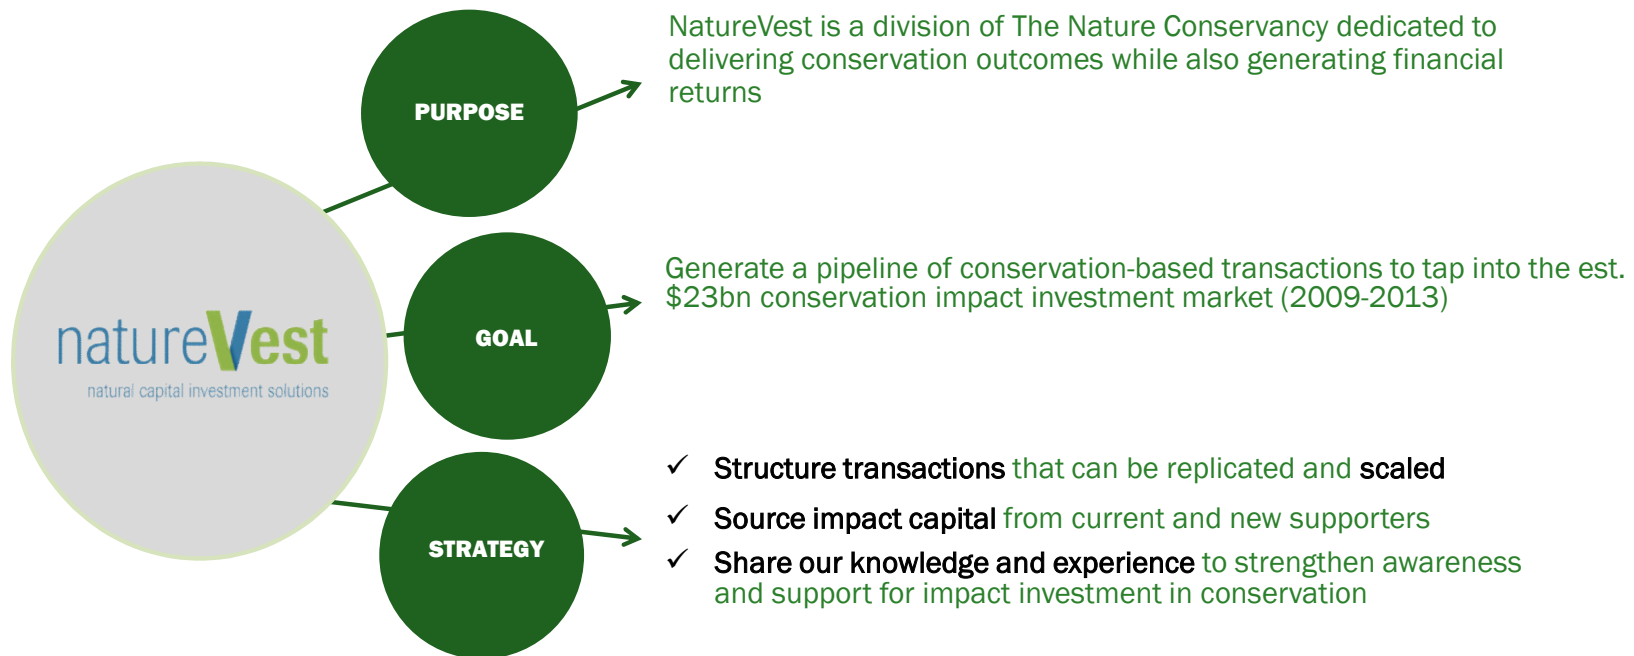 NatureVest is a division of The Nature Conservancy dedicated to
delivering conservation outcomes while also generating financial
returns
PURPOSE
natureVest
natural capital investment solutions
Generate a pipeline of conservation-based transactions to tap into the est.
$23bn conservation impact investment market (2009-2013)
GOAL
STRATEGY
✓ Structure transactions that can be replicated and scaled
✓ Source impact capital from current and new supporters
✓ Share our knowledge and experience to strengthen awareness
and support for impact investment in conservation